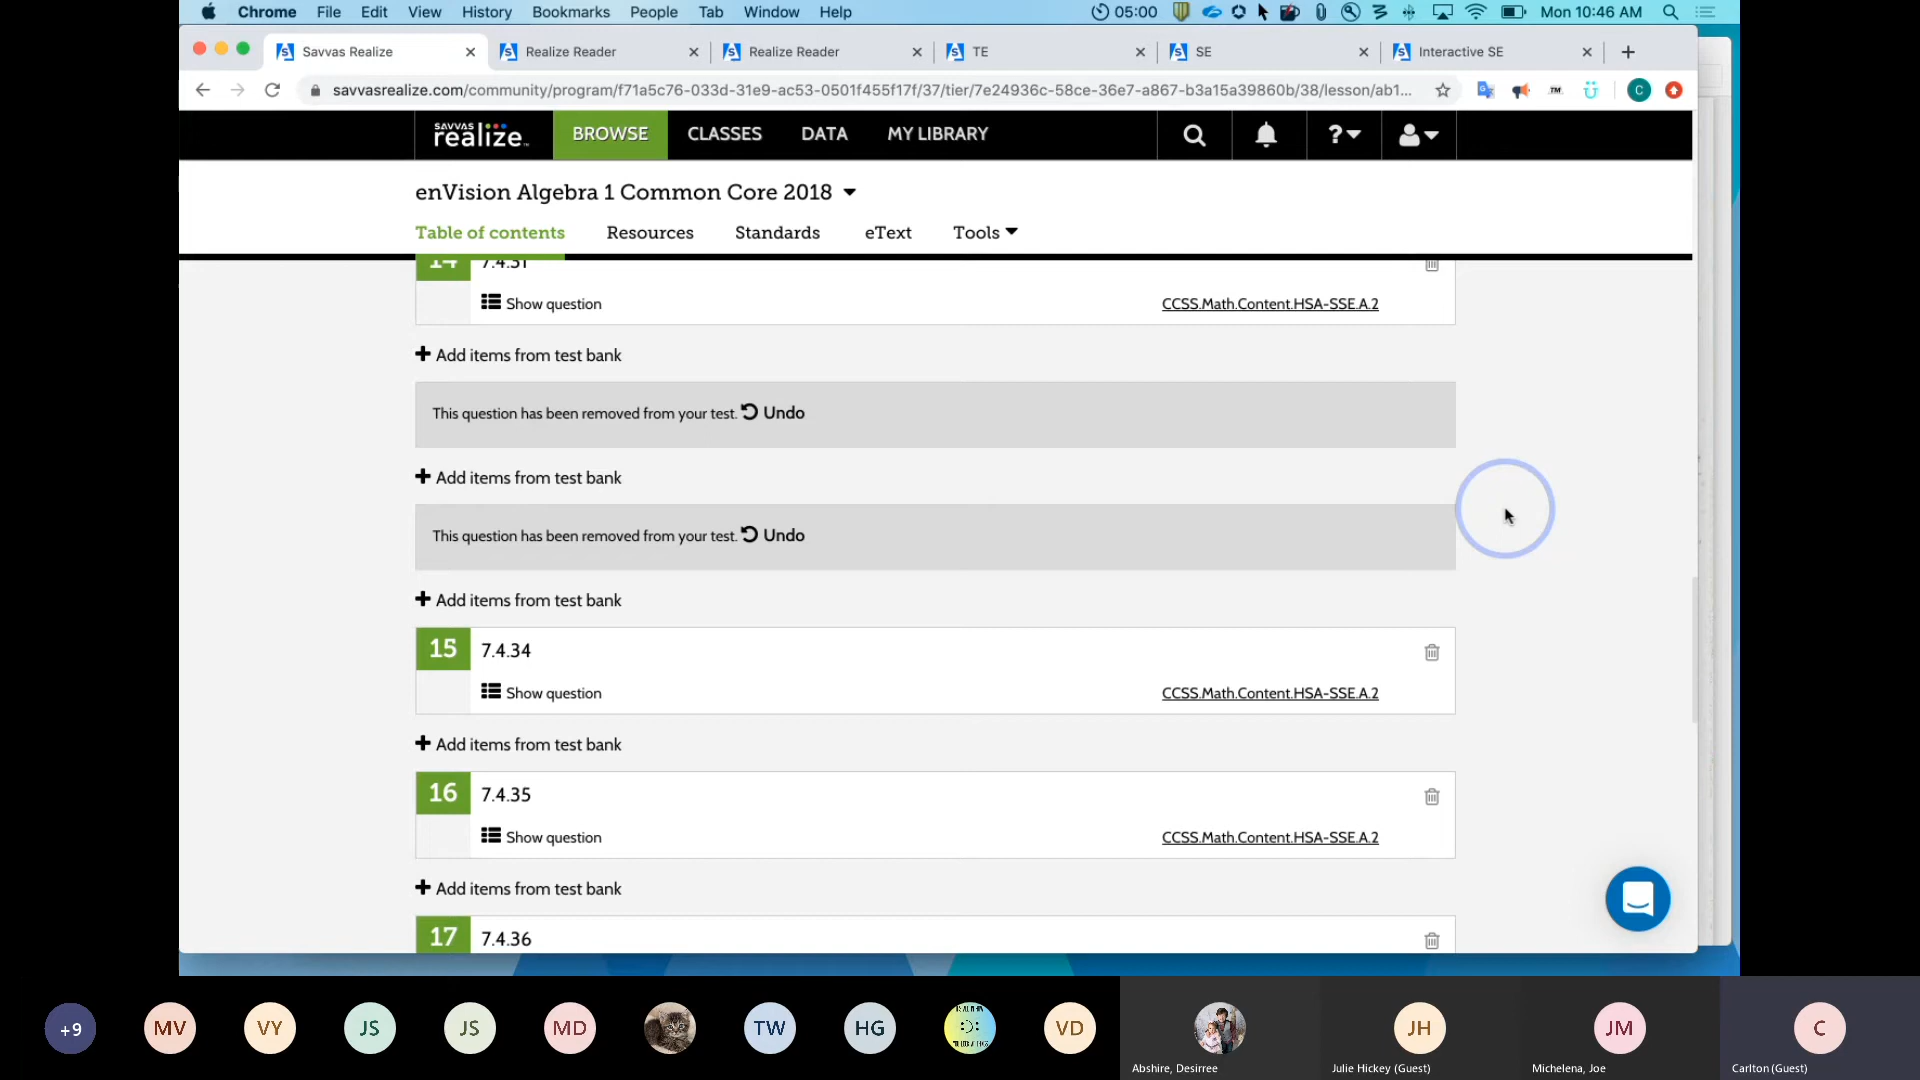 Chrome File Edit View History Bookmarks People Tab Window Help 05:00 Mon 10:46 AM
Savvas Realize Realize Reader Realize Reader TE SE Interactive SE
savvasrealize.com/community/program/f71a5c76-033d-31e9-ac53-0501f455f17f/37/tier/7e24936c-58ce-36e7-a867-b3a15a39860b/38/lesson/ab1... TM C
SAVVAS realize BROWSE CLASSES DATA MY LIBRARY ?
enVision Algebra 1 Common Core 2018
Table of contents Resources Standards eText Tools
14 7.4.31
Show question CCSS.Math.Content.HSA-SSE.A.2
Add items from test bank
This question has been removed from your test. Undo
Add items from test bank
This question has been removed from your test. Undo
Add items from test bank
15 7.4.34
Show question CCSS.Math.Content.HSA-SSE.A.2
Add items from test bank
16 7.4.35
Show question CCSS.Math.Content.HSA-SSE.A.2
Add items from test bank
17 7.4.36
+9 MV VY JS JS MD TW HG VD JH JM C
Abshire, Desirree Julie Hickey (Guest) Michelena, Joe Carlton (Guest)